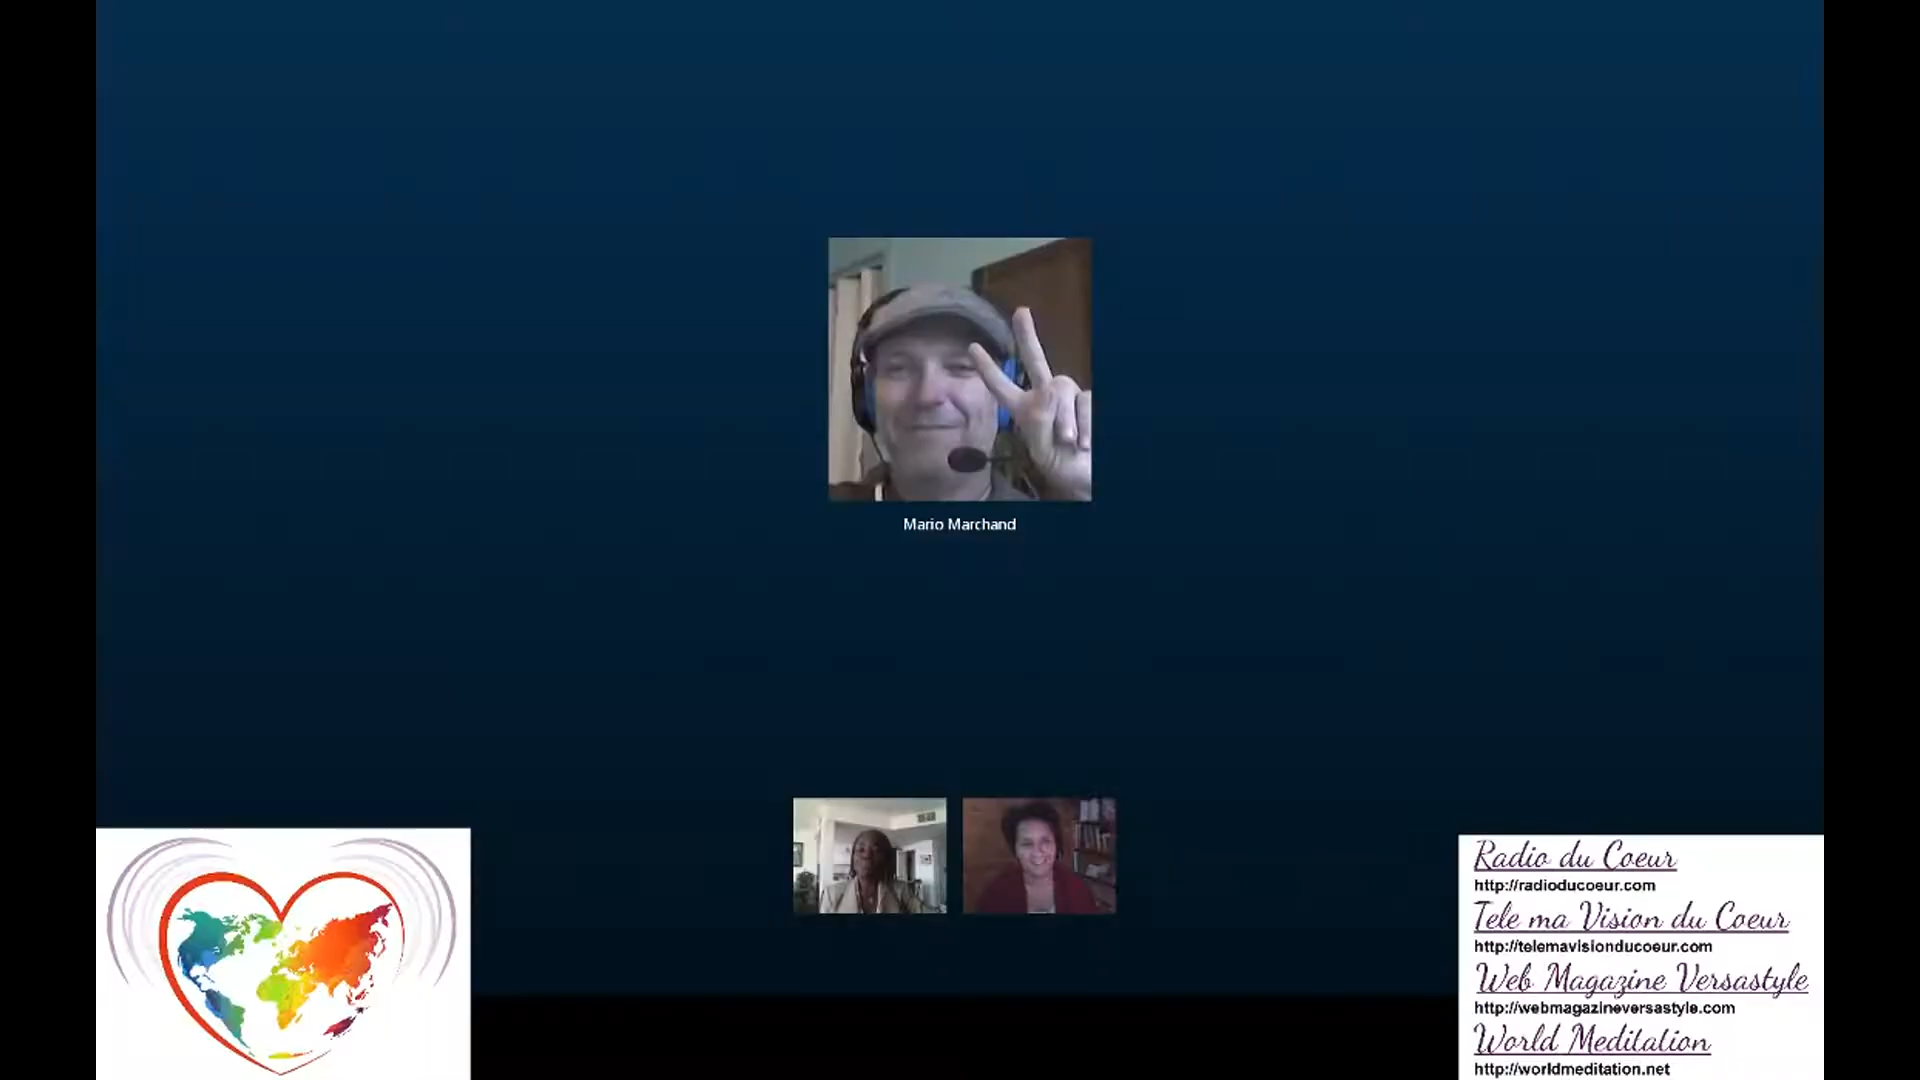 Mario Marchand
Radio du Coeur
http://radioducoeur.com
Tele ma Vision du Coeur
http://telemavisionducoeur.com
Web Magazine Versastyle
http://webmagazineversastyle.com
World Meditation
http://worldmeditation.net